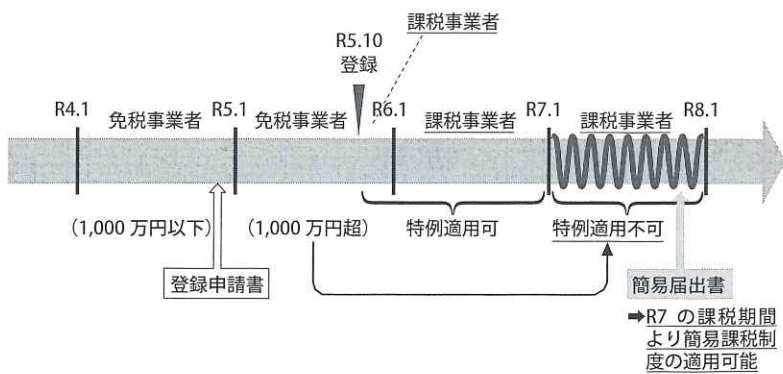 課税事業者
R5.10
登録
R4.1
免税事業者
R5.1
免税事業者
R6.1
課税事業者
R7.1
課税事業者
R8.1
（1,000 万円以下）
（1,000 万円超）
特例適用可
特例適用不可
登録申請書
簡易届出書
➡R7 の課税期間
より簡易課税制
度の適用可能